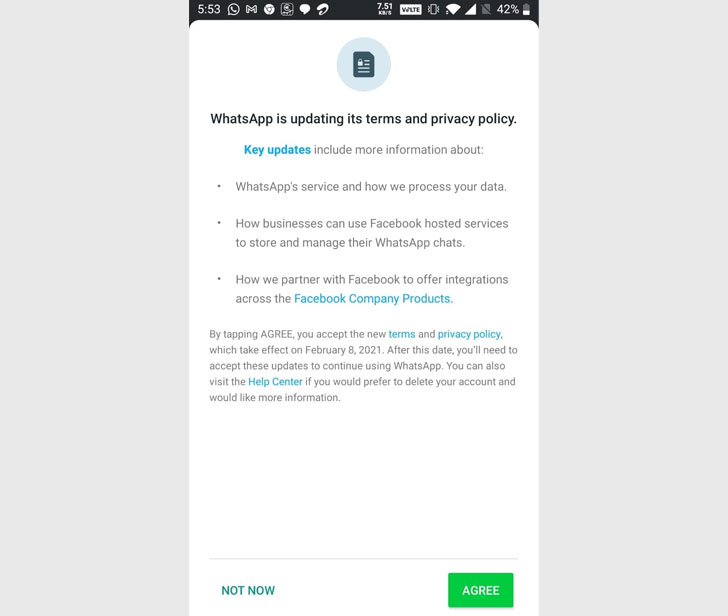 5:53 7.51 KB/S VoLTE 42%
WhatsApp is updating its terms and privacy policy.
Key updates include more information about:
• WhatsApp's service and how we process your data.
• How businesses can use Facebook hosted services
to store and manage their WhatsApp chats.
• How we partner with Facebook to offer integrations
across the Facebook Company Products.
By tapping AGREE, you accept the new terms and privacy policy,
which take effect on February 8, 2021. After this date, you'll need to
accept these updates to continue using WhatsApp. You can also
visit the Help Center if you would prefer to delete your account and
would like more information.
NOT NOW AGREE